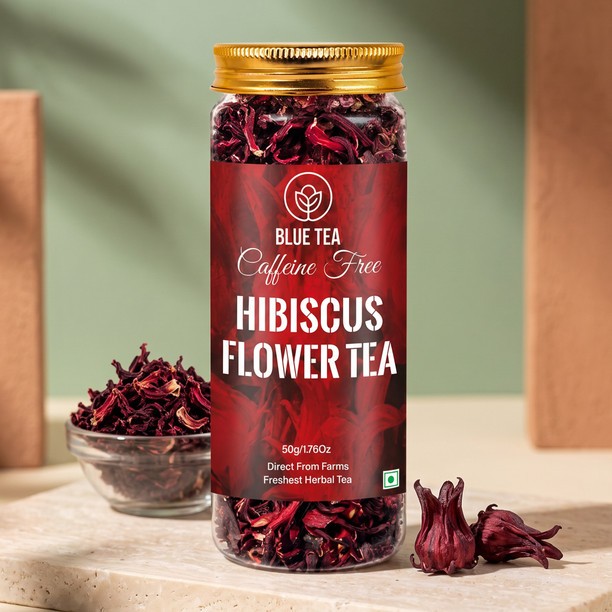 BLUE TEA
Caffeine Free
HIBISCUS
FLOWER TEA
50g/1.76Oz
Direct From Farms
Freshest Herbal Tea